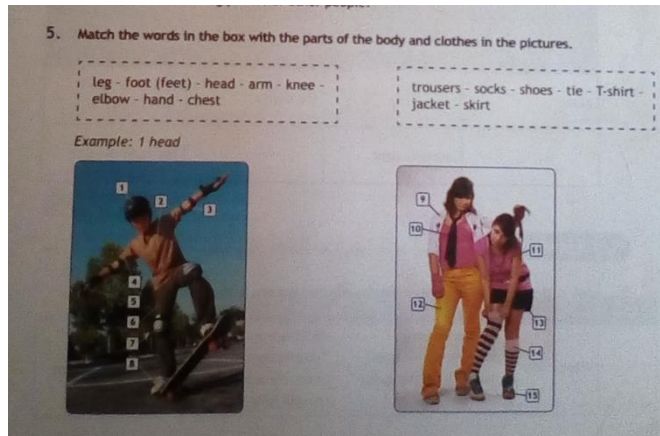 5. Match the words in the box with the parts of the body and clothes in the pictures.
leg - foot (feet) - head - arm - knee -
elbow - hand - chest
trousers - socks - shoes - tie - T-shirt -
jacket - skirt
Example: 1 head
1
2
3
4
5
6
7
8
9
10
11
12
13
14
15